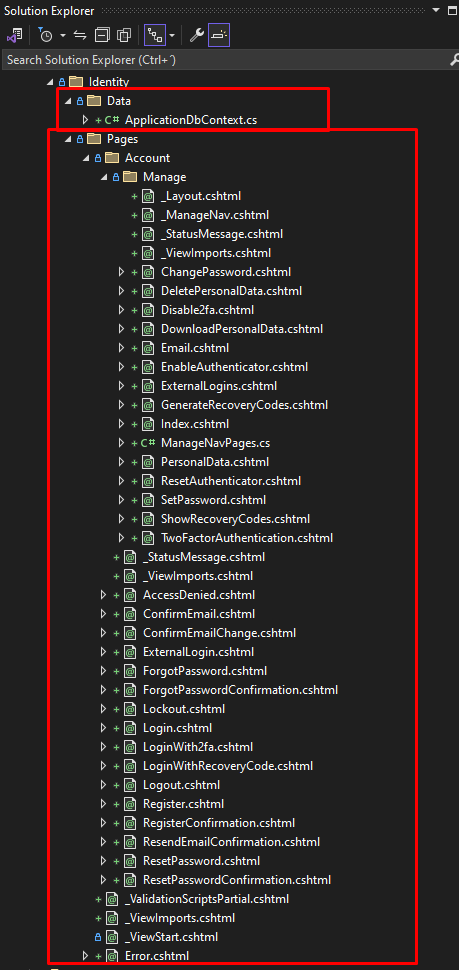 Solution Explorer
Search Solution Explorer (Ctrl+´)
Identity
Data
C# ApplicationDbContext.cs
Pages
Account
Manage
_Layout.cshtml
_ManageNav.cshtml
_StatusMessage.cshtml
_ViewImports.cshtml
ChangePassword.cshtml
DeletePersonalData.cshtml
Disable2fa.cshtml
DownloadPersonalData.cshtml
Email.cshtml
EnableAuthenticator.cshtml
ExternalLogins.cshtml
GenerateRecoveryCodes.cshtml
Index.cshtml
C# ManageNavPages.cs
PersonalData.cshtml
ResetAuthenticator.cshtml
SetPassword.cshtml
ShowRecoveryCodes.cshtml
TwoFactorAuthentication.cshtml
_StatusMessage.cshtml
_ViewImports.cshtml
AccessDenied.cshtml
ConfirmEmail.cshtml
ConfirmEmailChange.cshtml
ExternalLogin.cshtml
ForgotPassword.cshtml
ForgotPasswordConfirmation.cshtml
Lockout.cshtml
Login.cshtml
LoginWith2fa.cshtml
LoginWithRecoveryCode.cshtml
Logout.cshtml
Register.cshtml
RegisterConfirmation.cshtml
ResendEmailConfirmation.cshtml
ResetPassword.cshtml
ResetPasswordConfirmation.cshtml
_ValidationScriptsPartial.cshtml
_ViewImports.cshtml
_ViewStart.cshtml
Error.cshtml